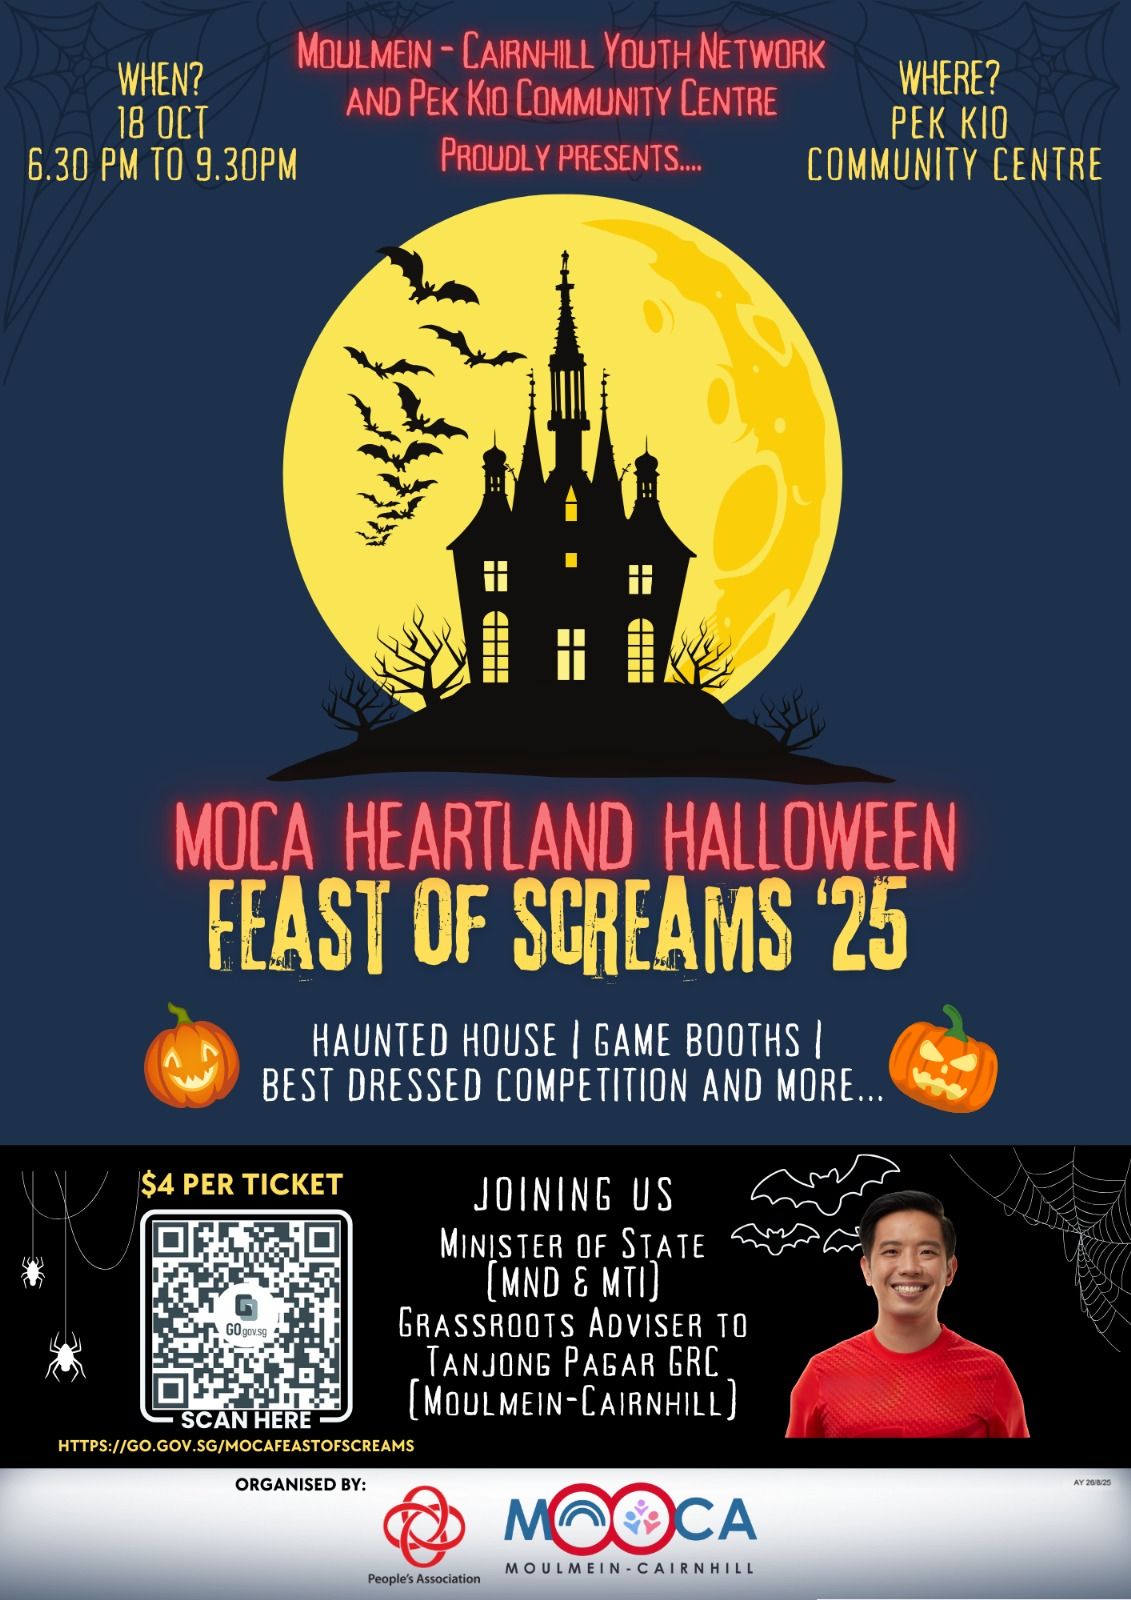 WHEN?
18 OCT
6.30 PM TO 9.30PM
MOULMEIN - CAIRNHILL YOUTH NETWORK
AND PEK KIO COMMUNITY CENTRE
PROUDLY PRESENTS....
WHERE?
PEK KIO
COMMUNITY CENTRE
MOCA HEARTLAND HALLOWEEN
FEAST OF SCREAMS '25
HAUNTED HOUSE | GAME BOOTHS |
BEST DRESSED COMPETITION AND MORE...
$4 PER TICKET
GO gov.sg
SCAN HERE
HTTPS://GO.GOV.SG/MOCAFEASTOFSCREAMS
JOINING US
MINISTER OF STATE
(MND & MTI)
GRASSROOTS ADVISER TO
TANJONG PAGAR GRC
(MOULMEIN-CAIRNHILL)
ORGANISED BY:
People's Association
MOOCA
MOULMEIN-CAIRNHILL
AY 26/8/25